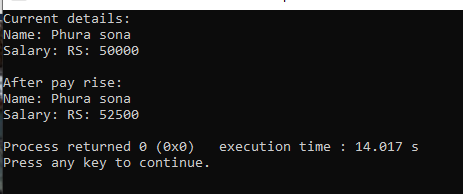 Current details:
Name: Phura sona
Salary: RS: 50000
After pay rise:
Name: Phura sona
Salary: RS: 52500
Process returned 0 (0x0)   execution time : 14.017 s
Press any key to continue.